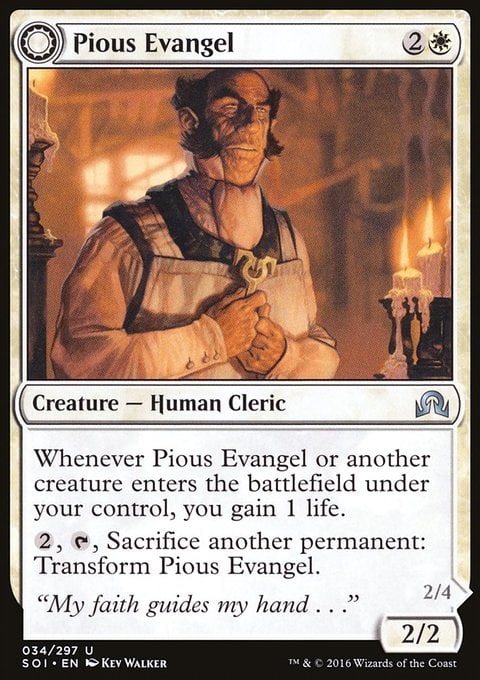 Pious Evangel 2
Creature — Human Cleric
Whenever Pious Evangel or another
creature enters the battlefield under
your control, you gain 1 life.
2, , Sacrifice another permanent:
Transform Pious Evangel.
“My faith guides my hand . . .”
2/4
2/2
034/297 U
SOI • EN Kev Walker
™ & © 2016 Wizards of the Coast